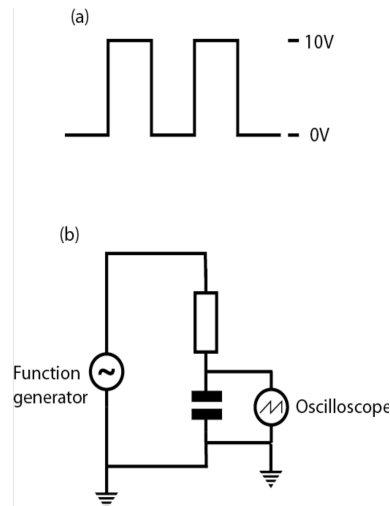 (a)
10V
0V
(b)
Function
generator
Oscilloscope